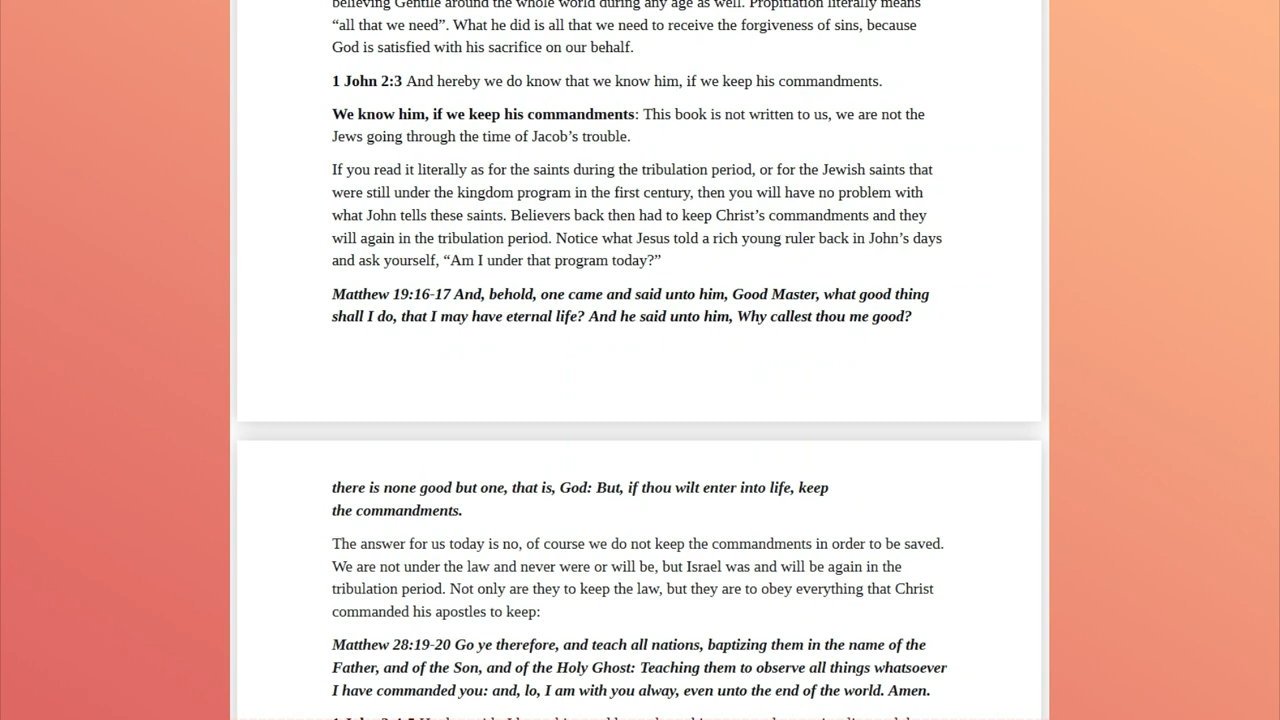 believing Gentile around the whole world during any age as well. Propitiation literally means
“all that we need”. What he did is all that we need to receive the forgiveness of sins, because
God is satisfied with his sacrifice on our behalf.
1 John 2:3 And hereby we do know that we know him, if we keep his commandments.
We know him, if we keep his commandments: This book is not written to us, we are not the
Jews going through the time of Jacob’s trouble.
If you read it literally as for the saints during the tribulation period, or for the Jewish saints that
were still under the kingdom program in the first century, then you will have no problem with
what John tells these saints. Believers back then had to keep Christ’s commandments and they
will again in the tribulation period. Notice what Jesus told a rich young ruler back in John’s days
and ask yourself, “Am I under that program today?”
Matthew 19:16-17 And, behold, one came and said unto him, Good Master, what good thing
shall I do, that I may have eternal life? And he said unto him, Why callest thou me good?
there is none good but one, that is, God: But, if thou wilt enter into life, keep
the commandments.
The answer for us today is no, of course we do not keep the commandments in order to be saved.
We are not under the law and never were or will be, but Israel was and will be again in the
tribulation period. Not only are they to keep the law, but they are to obey everything that Christ
commanded his apostles to keep:
Matthew 28:19-20 Go ye therefore, and teach all nations, baptizing them in the name of the
Father, and of the Son, and of the Holy Ghost: Teaching them to observe all things whatsoever
I have commanded you: and, lo, I am with you alway, even unto the end of the world. Amen.